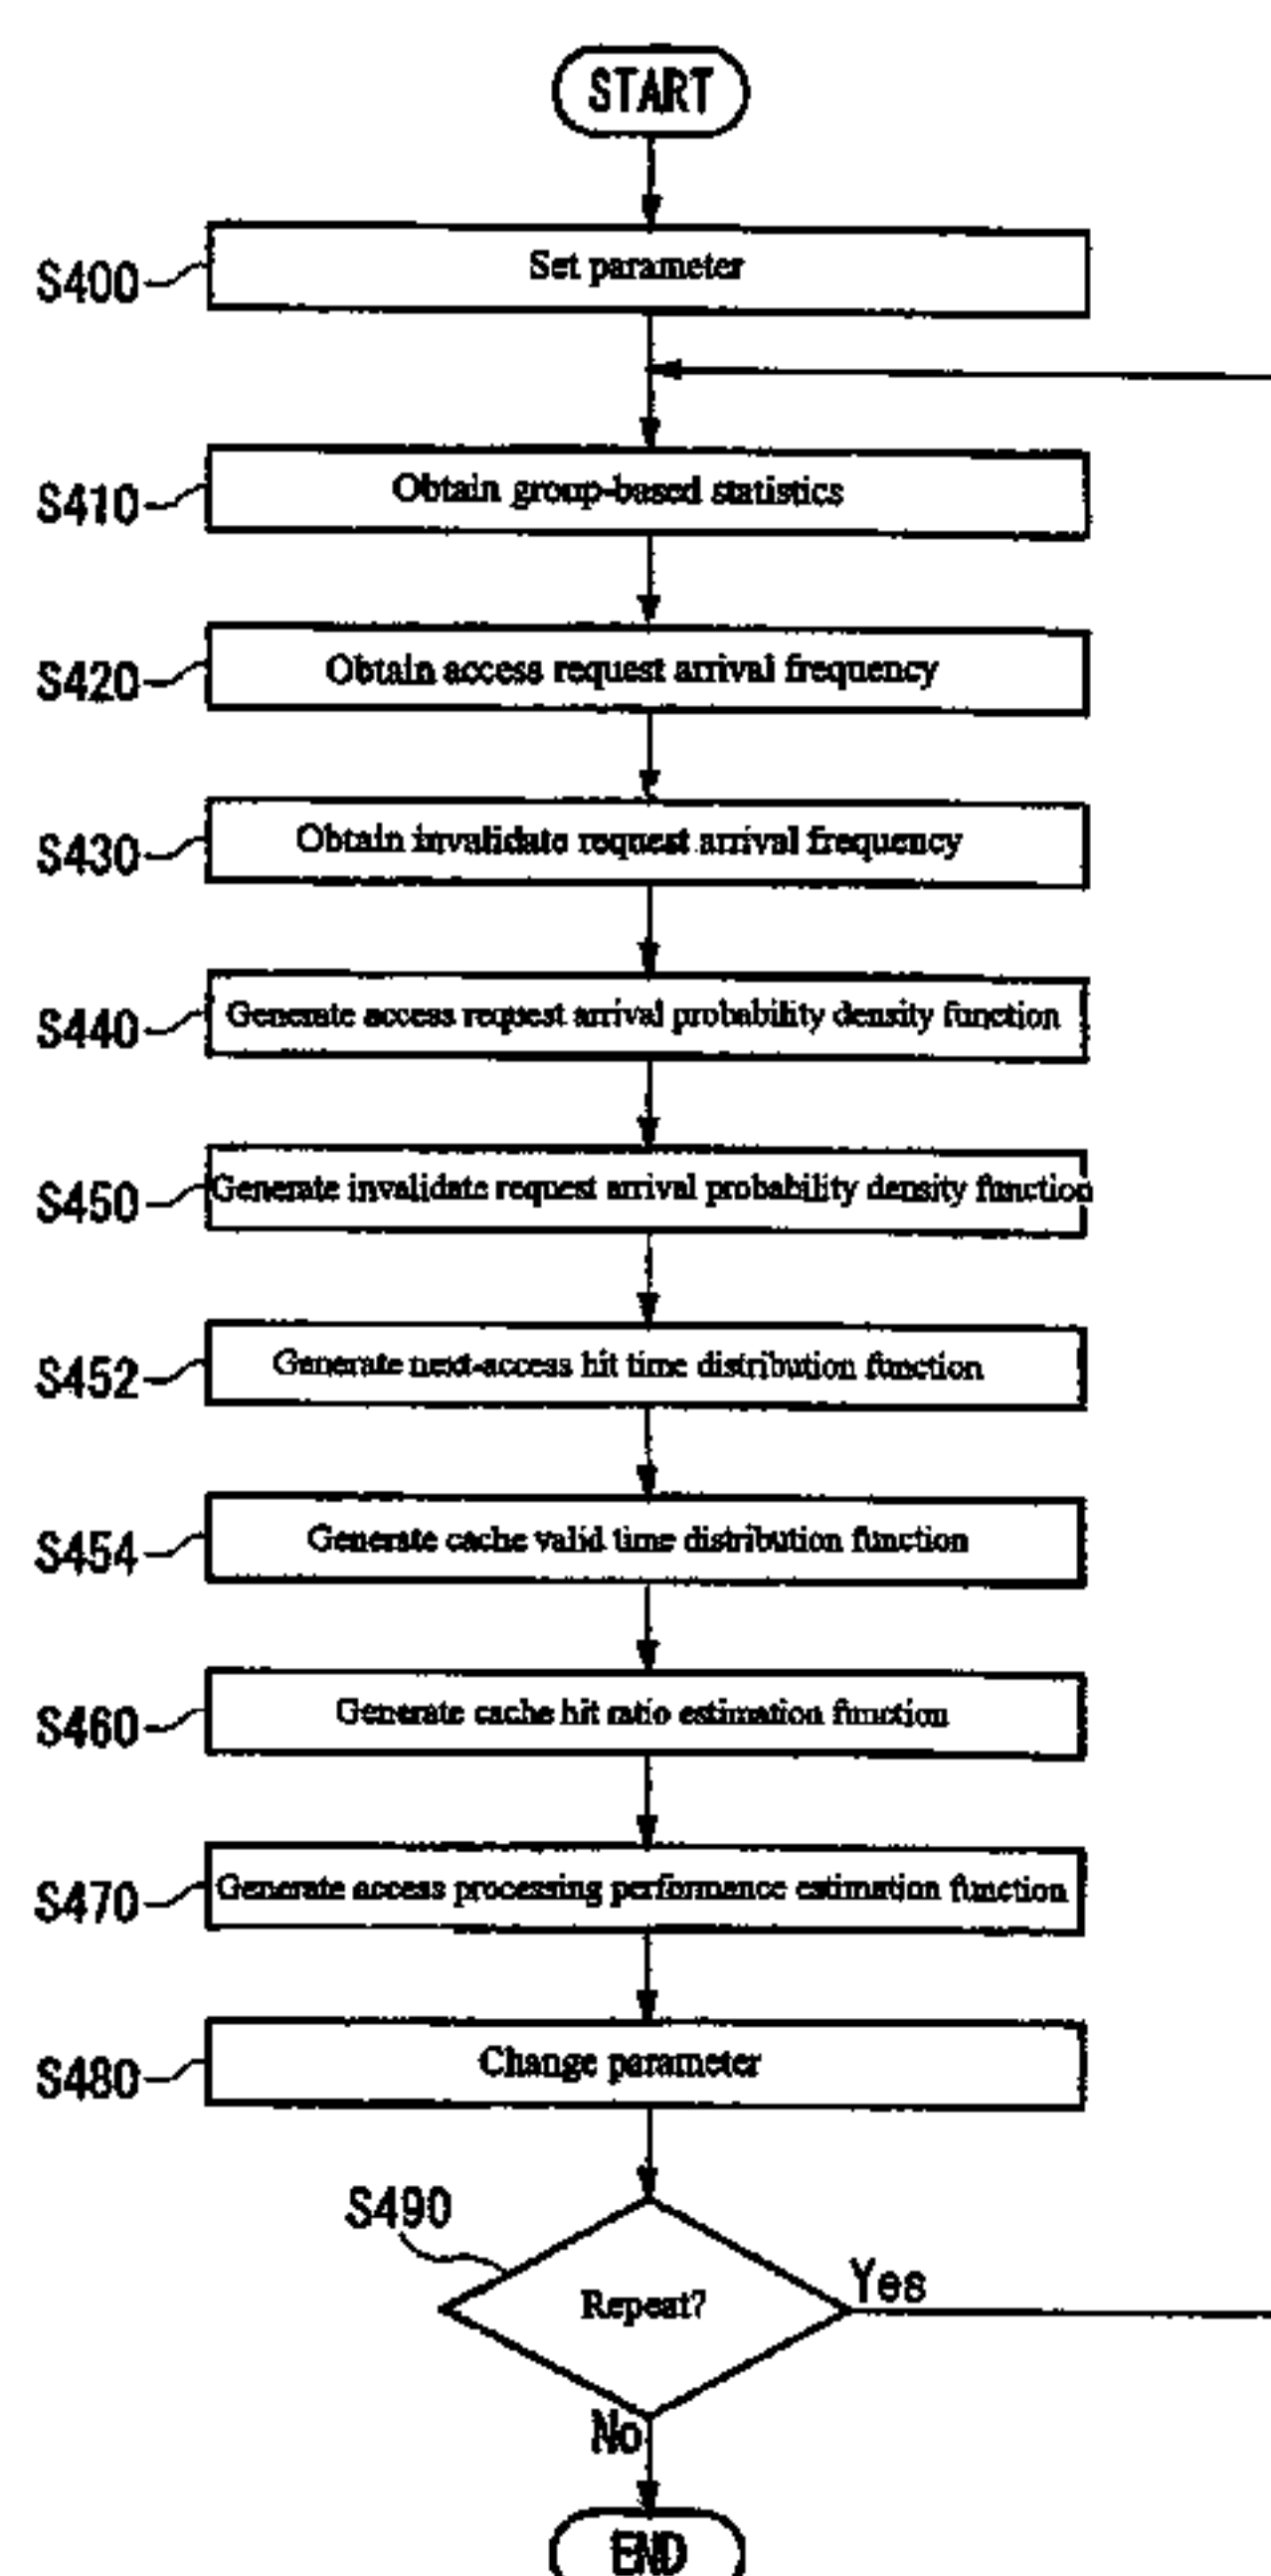 START
S400
Set parameter
S410
Obtain group-based statistics
S420
Obtain access request arrival frequency
S430
Obtain invalidate request arrival frequency
S440
Generate access request arrival probability density function
S450
Generate invalidate request arrival probability density function
S452
Generate next-access hit time distribution function
S454
Generate cache valid time distribution function
S460
Generate cache hit ratio estimation function
S470
Generate access processing performance estimation function
S480
Change parameter
S490
Repeat?
Yes
No
END